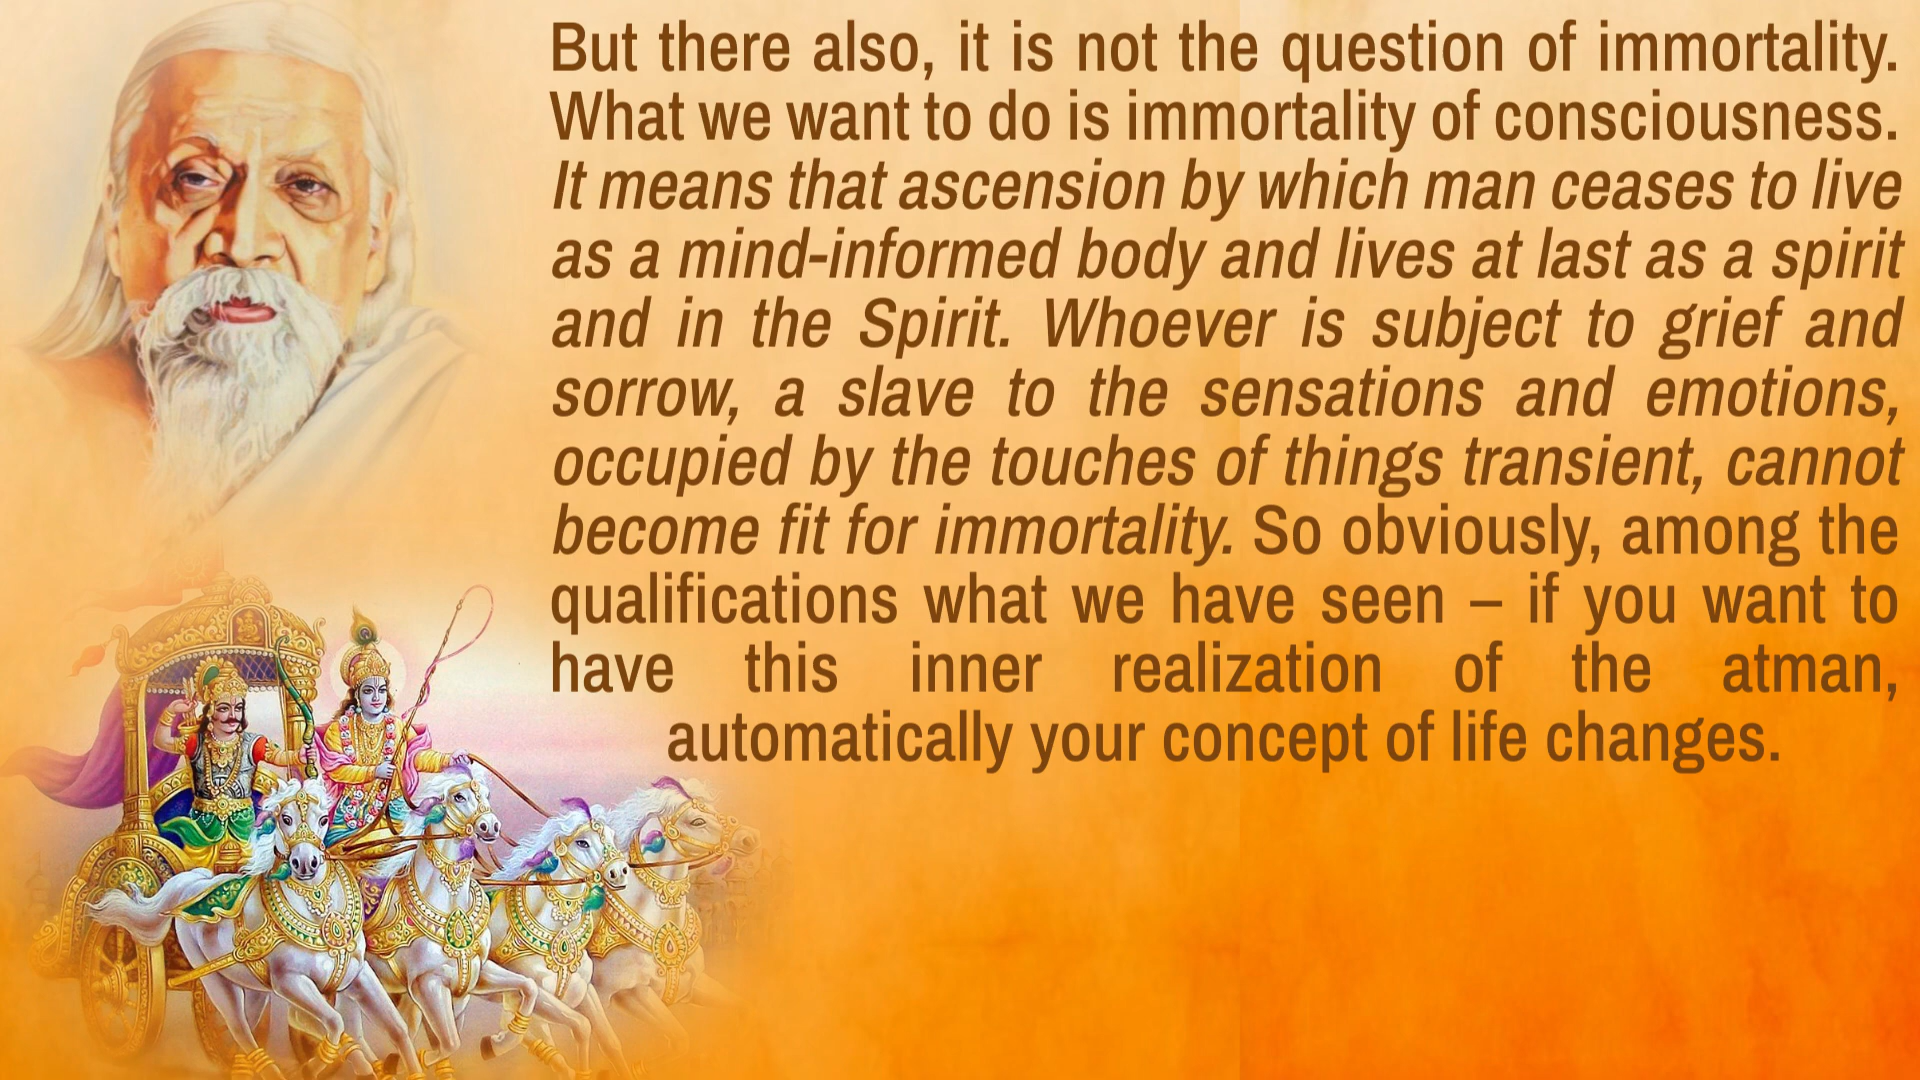 But there also, it is not the question of immortality.
What we want to do is immortality of consciousness.
It means that ascension by which man ceases to live
as a mind-informed body and lives at last as a spirit
and in the Spirit. Whoever is subject to grief and
sorrow, a slave to the sensations and emotions,
occupied by the touches of things transient, cannot
become fit for immortality. So obviously, among the
qualifications what we have seen – if you want to
have this inner realization of the atman,
automatically your concept of life changes.